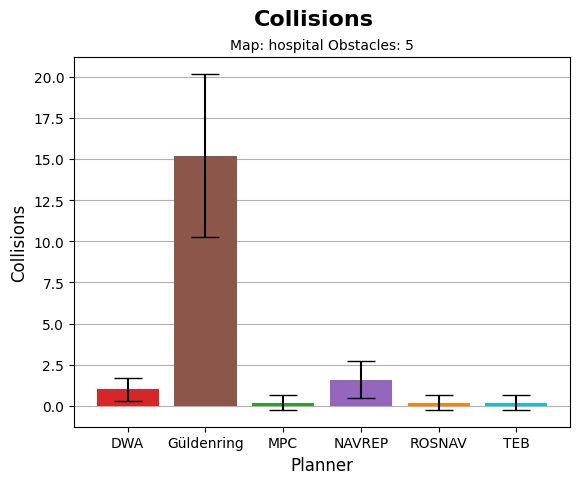 Collisions
Map: hospital Obstacles: 5
20.0
17.5
15.0
12.5
10.0
7.5
5.0
2.5
0.0
Collisions
DWA Güldenring MPC NAVREP ROSNAV TEB
Planner